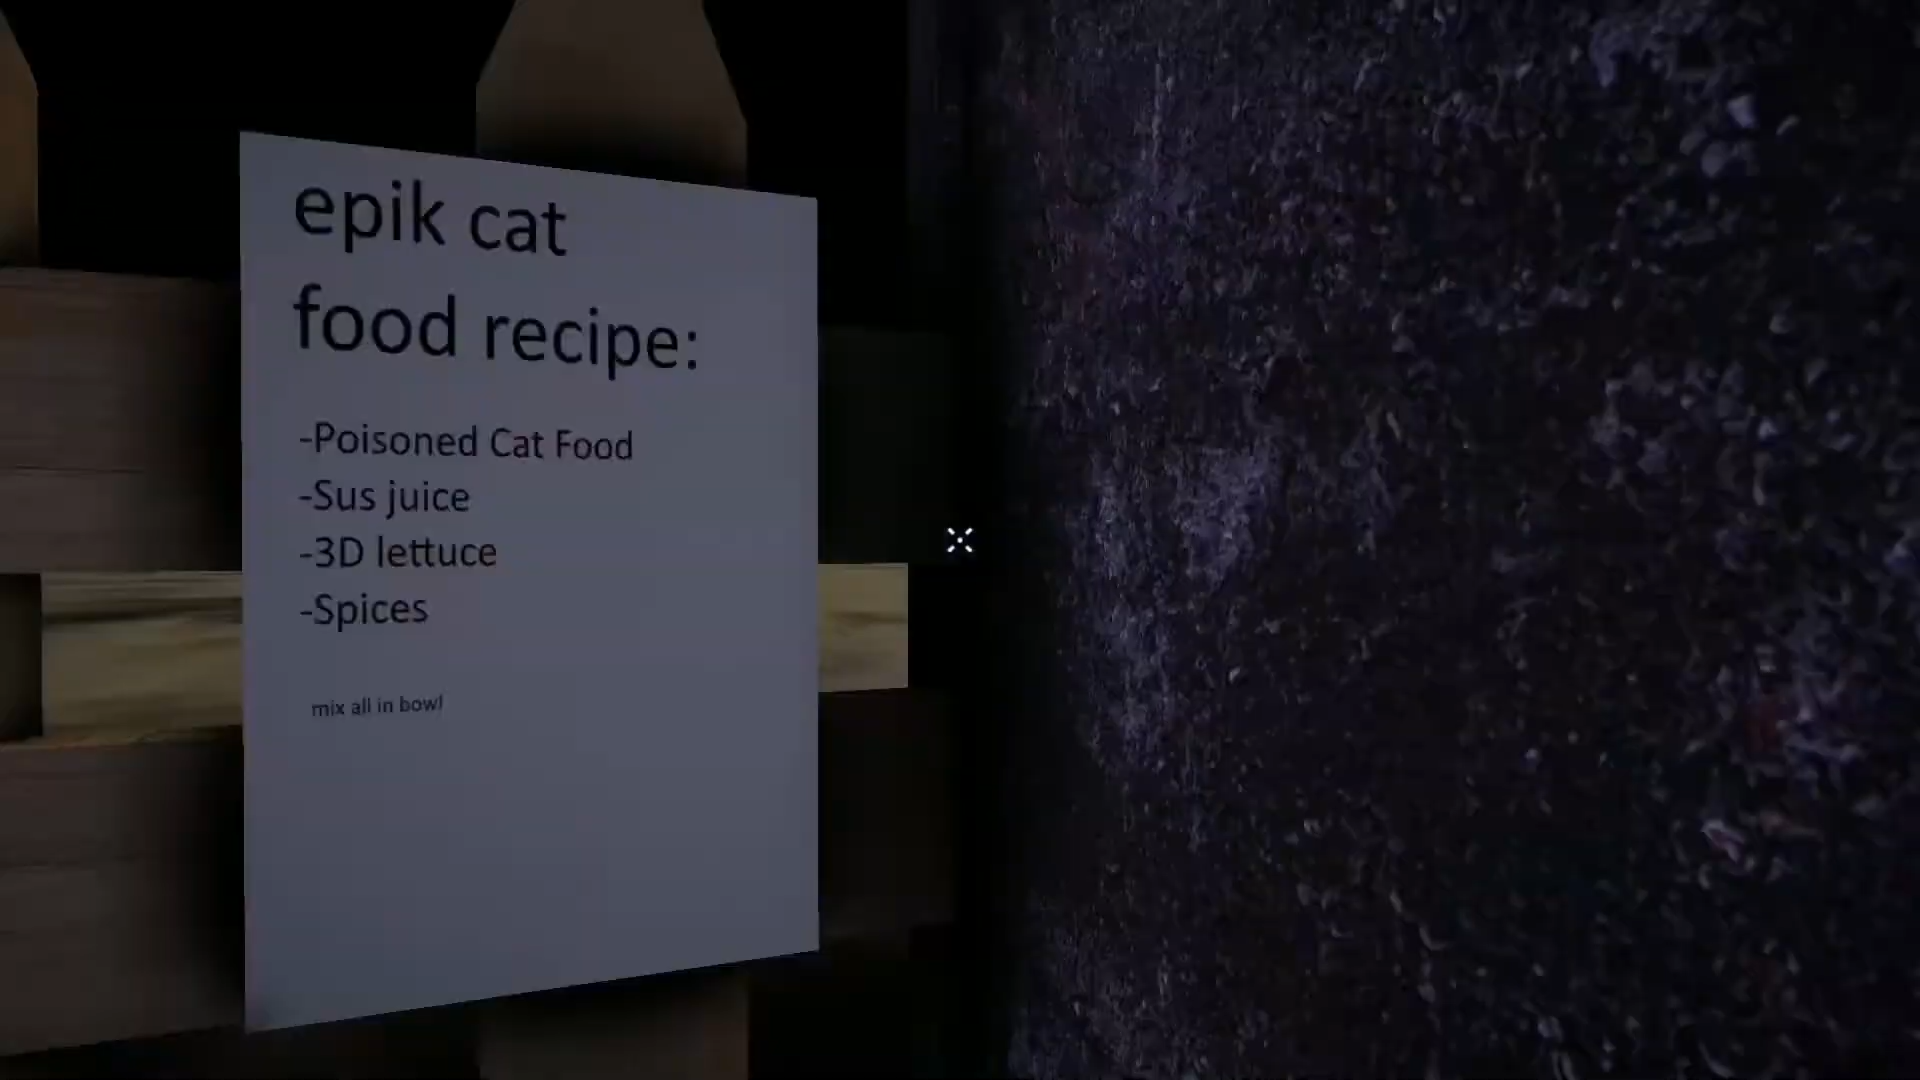 epik cat
food recipe:
-Poisoned Cat Food
-Sus juice
-3D lettuce
-Spices
mix all in bowl